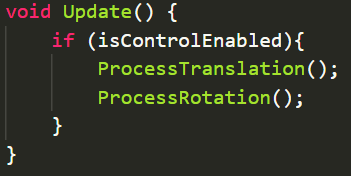 void Update() {
    if (isControlEnabled){
        ProcessTranslation();
        ProcessRotation();
    }
}